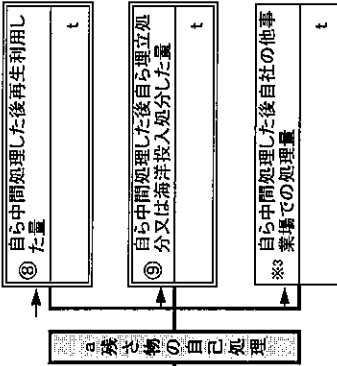 ⑧ 自ら中間処理した後再生利用し
た量
t
⑨ 自ら中間処理した後自ら埋立処
分又は海洋投入処分した量
t
※3 自ら中間処理した後自社の他事
業場での処理量
t
a残さ物の自己処理